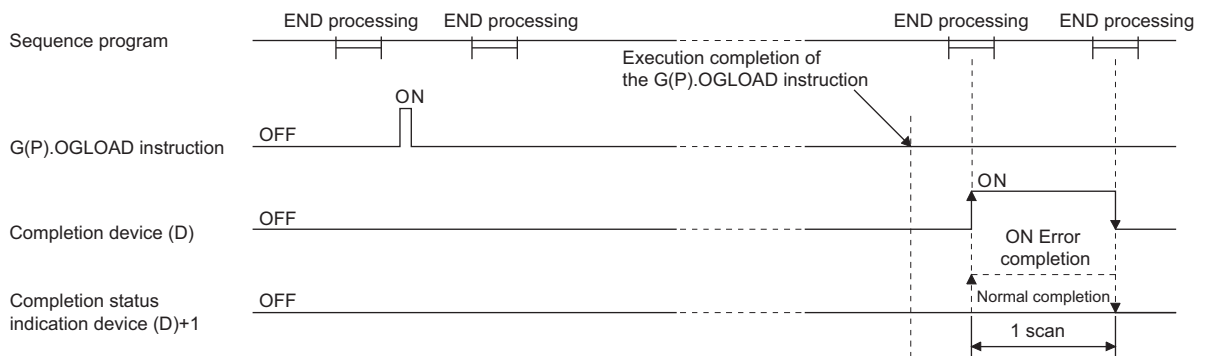 END processing
END processing
END processing
END processing
Sequence program
Execution completion of
the G(P).OGLOAD instruction
ON
OFF
G(P).OGLOAD instruction
ON
OFF
Completion device (D)
ON Error
completion
OFF
Completion status
indication device (D)+1
Normal completion
1 scan